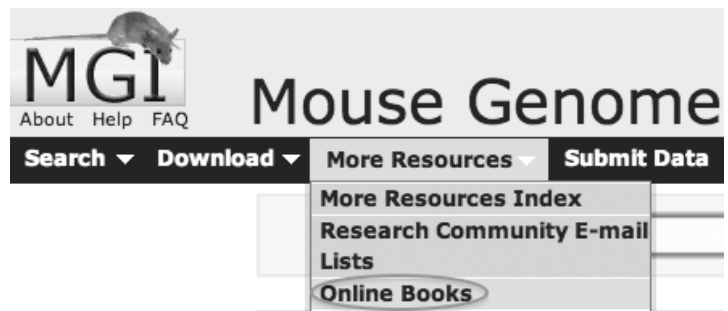 MGI
About Help FAQ
Mouse Genome
Search Download More Resources Submit Data
More Resources Index
Research Community E-mail
Lists
Online Books